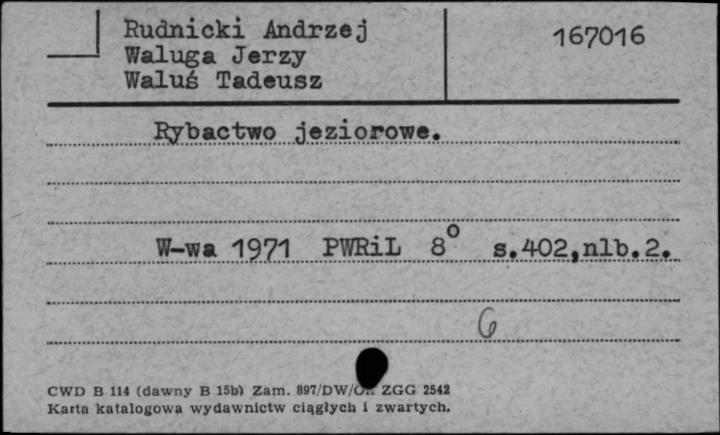 Rudnicki Andrzej
167016
Waluga Jerzy
Waluś Tadeusz
Rybactwo jeziorowe.
W-wa 1971 PWRiL 8° s.402,nlb.2.
6
CWD B 114 (dawny B 15b) Zam. 897/DW/ ZGG 2542
Karta katalogowa wydawnictw ciągłych i zwartych.